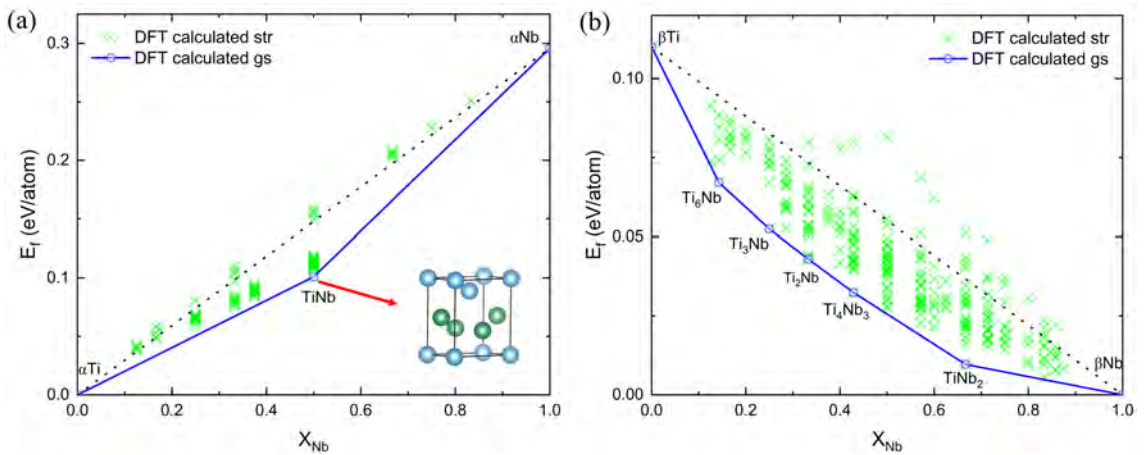 (a)
DFT calculated str
DFT calculated gs
αNb
αTi
TiNb
0.3
0.2
0.1
0.0
E_f (eV/atom)
0.0 0.2 0.4 0.6 0.8 1.0
X_Nb
(b)
βTi
DFT calculated str
DFT calculated gs
Ti₆Nb
Ti₃Nb
Ti₂Nb
Ti₄Nb₃
TiNb₂
βNb
0.10
0.05
0.00
E_f (eV/atom)
0.0 0.2 0.4 0.6 0.8 1.0
X_Nb